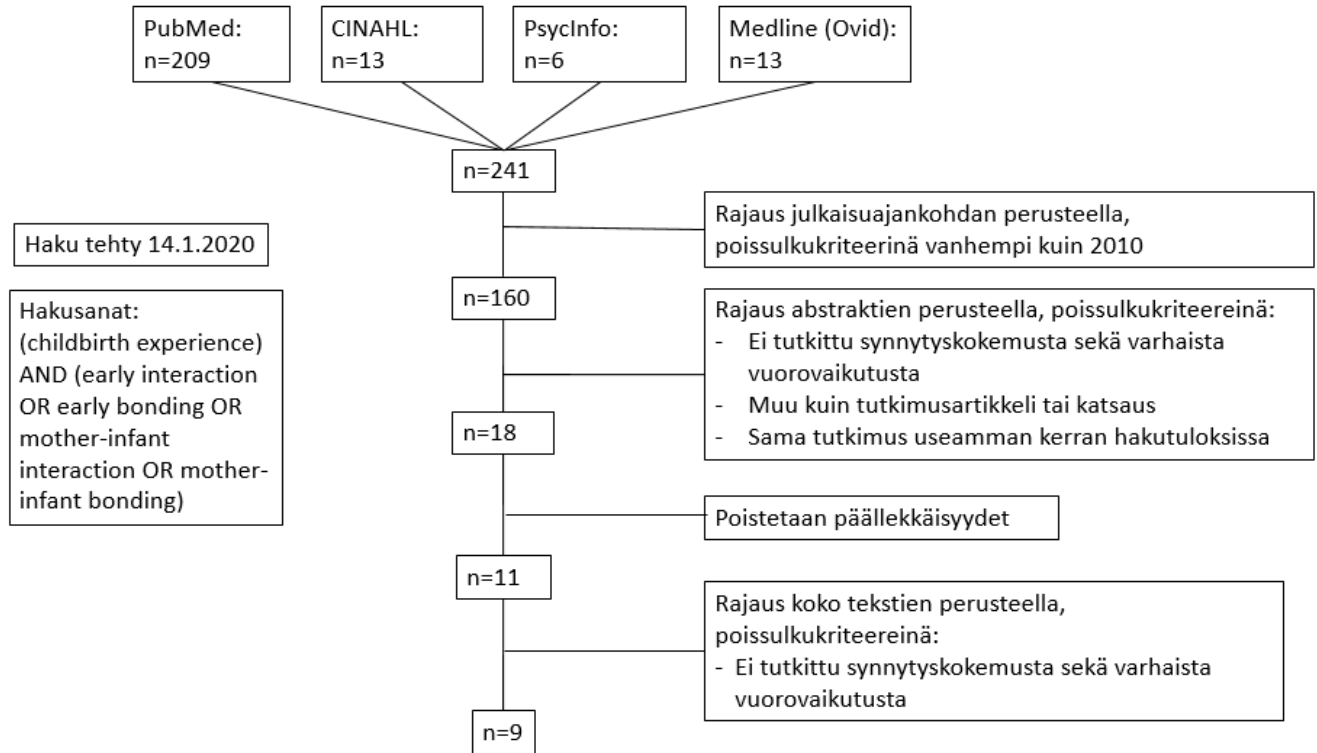 PubMed:
n=209
CINAHL:
n=13
PsycInfo:
n=6
Medline (Ovid):
n=13
n=241
Rajaus julkaisuajankohdan perusteella,
poissulkukriteerinä vanhempi kuin 2010
Haku tehty 14.1.2020
n=160
Hakusanat:
(childbirth experience)
AND (early interaction
OR early bonding OR
mother-infant
interaction OR mother-
infant bonding)
Rajaus abstraktien perusteella, poissulkukriteereinä:
- Ei tutkittu synnytyskokemusta sekä varhaista
vuorovaikutusta
- Muu kuin tutkimusartikkeli tai katsaus
- Sama tutkimus useamman kerran hakutuloksissa
n=18
Poistetaan päällekkäisyydet
n=11
Rajaus koko tekstien perusteella,
poissulkukriteereinä:
- Ei tutkittu synnytyskokemusta sekä varhaista
vuorovaikutusta
n=9